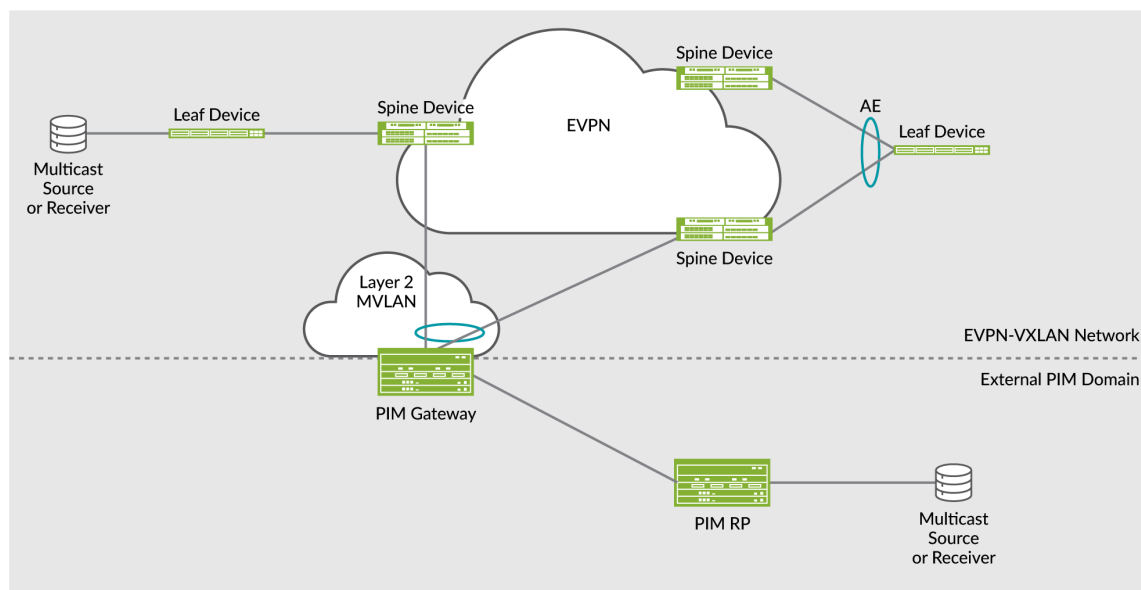 Spine Device
AE
Leaf Device
Spine Device
EVPN
Leaf Device
Multicast
Source
or Receiver
Spine Device
Layer 2
MVLAN
EVPN-VXLAN Network
External PIM Domain
PIM Gateway
PIM RP
Multicast
Source
or Receiver